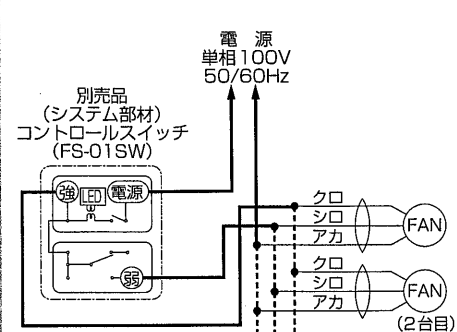 電 源
単相100V
50/60Hz
別売品
(システム部材)
コントロールスイッチ
(FS-01SW)
強 LED 電源
弱
クロ
シロ
アカ
FAN
クロ
シロ
アカ
FAN
(2台目)